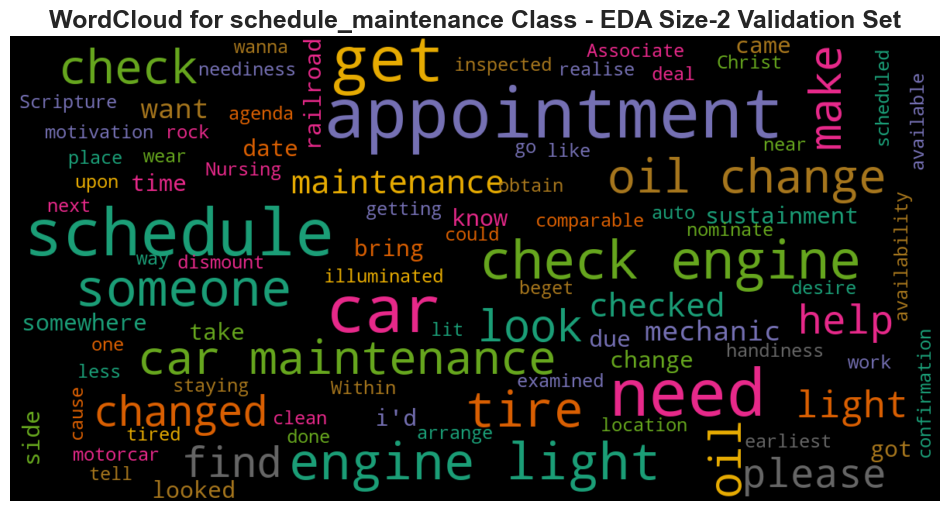 WordCloud for schedule_maintenance Class - EDA Size-2 Validation Set
wanna
came
check
neediness
railroad
get
inspected
Associate
realise
deal
Christ
make
scheduled
available
Scripture
want
agenda
appointment
motivation
rock
date
go
like
near
place
wear
Nursing
upon
time
maintenance
obtain
oil change
next
getting
know
comparable
auto
sustainment
availability
schedule
could
nominate
way
dismount
bring
check engine
someone
illuminated
beget
desire
car
checked
somewhere
take
lit
look
due
mechanic
help
one
car maintenance
change
handiness
work
less
staying
Within
examined
need
confirmation
cause
changed
clean
i'd
tire
light
location
side
tired
done
arrange
oil
earliest
got
motorcar
find
engine light
please
tell
looked